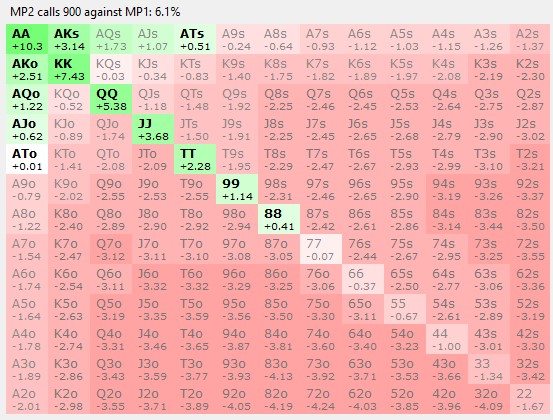 MP2 calls 900 against MP1: 6.1%
AA AKs AQs AJs ATs A9s A8s A7s A6s A5s A4s A3s A2s
+10.3 +3.14 +1.73 +1.07 +0.51 -0.24 -0.64 -0.93 -1.12 -1.03 -1.15 -1.26 -1.37
AKo KK KQs KJs KTs K9s K8s K7s K6s K5s K4s K3s K2s
+2.51 +7.43 -0.03 -0.34 -0.83 -1.40 -1.75 -1.82 -1.89 -1.97 -2.08 -2.19 -2.30
AQo KQo QQ QJs QTs Q9s Q8s Q7s Q6s Q5s Q4s Q3s Q2s
+1.22 -0.52 +5.38 -1.18 -1.48 -1.92 -2.25 -2.46 -2.45 -2.53 -2.64 -2.75 -2.87
AJo KJo QJo JJ JTs J9s J8s J7s J6s J5s J4s J3s J2s
+0.62 -0.89 -1.74 +3.68 -1.50 -1.91 -2.25 -2.45 -2.65 -2.68 -2.79 -2.90 -3.02
ATo KTo QTo JTo TT T9s T8s T7s T6s T5s T4s T3s T2s
+0.01 -1.41 -2.08 -2.09 +2.28 -1.95 -2.29 -2.47 -2.67 -2.93 -2.99 -3.10 -3.21
A9o K9o Q9o J9o T9o 99 98s 97s 96s 95s 94s 93s 92s
-0.79 -2.02 -2.55 -2.53 -2.55 +1.14 -2.31 -2.46 -2.65 -2.90 -3.19 -3.26 -3.37
A8o K8o Q8o J8o T8o 98o 88 87s 86s 85s 84s 83s 82s
-1.22 -2.40 -2.89 -2.90 -2.92 -2.94 +0.41 -2.42 -2.61 -2.86 -3.14 -3.44 -3.50
A7o K7o Q7o J7o T7o 97o 87o 77 76s 75s 74s 73s 72s
-1.54 -2.47 -3.12 -3.11 -3.10 -3.08 -3.05 -0.07 -2.44 -2.67 -2.95 -3.25 -3.55
A6o K6o Q6o J6o T6o 96o 86o 76o 66 65s 64s 63s 62s
-1.74 -2.54 -3.11 -3.32 -3.32 -3.29 -3.25 -3.06 -0.37 -2.50 -2.77 -3.06 -3.36
A5o K5o Q5o J5o T5o 95o 85o 75o 65o 55 54s 53s 52s
-1.64 -2.63 -3.19 -3.35 -3.59 -3.56 -3.50 -3.30 -3.11 -0.67 -2.61 -2.89 -3.19
A4o K4o Q4o J4o T4o 94o 84o 74o 64o 54o 44 43s 42s
-1.78 -2.74 -3.31 -3.46 -3.65 -3.87 -3.81 -3.60 -3.40 -3.23 -1.00 -3.01 -3.30
A3o K3o Q3o J3o T3o 93o 83o 73o 63o 53o 43o 33 32s
-1.89 -2.86 -3.43 -3.59 -3.77 -3.93 -4.13 -3.92 -3.71 -3.53 -3.66 -1.34 -3.42
A2o K2o Q2o J2o T2o 92o 82o 72o 62o 52o 42o 32o 22
-2.01 -2.98 -3.55 -3.71 -3.89 -4.05 -4.19 -4.24 -4.03 -3.85 -3.96 -4.09 -1.67